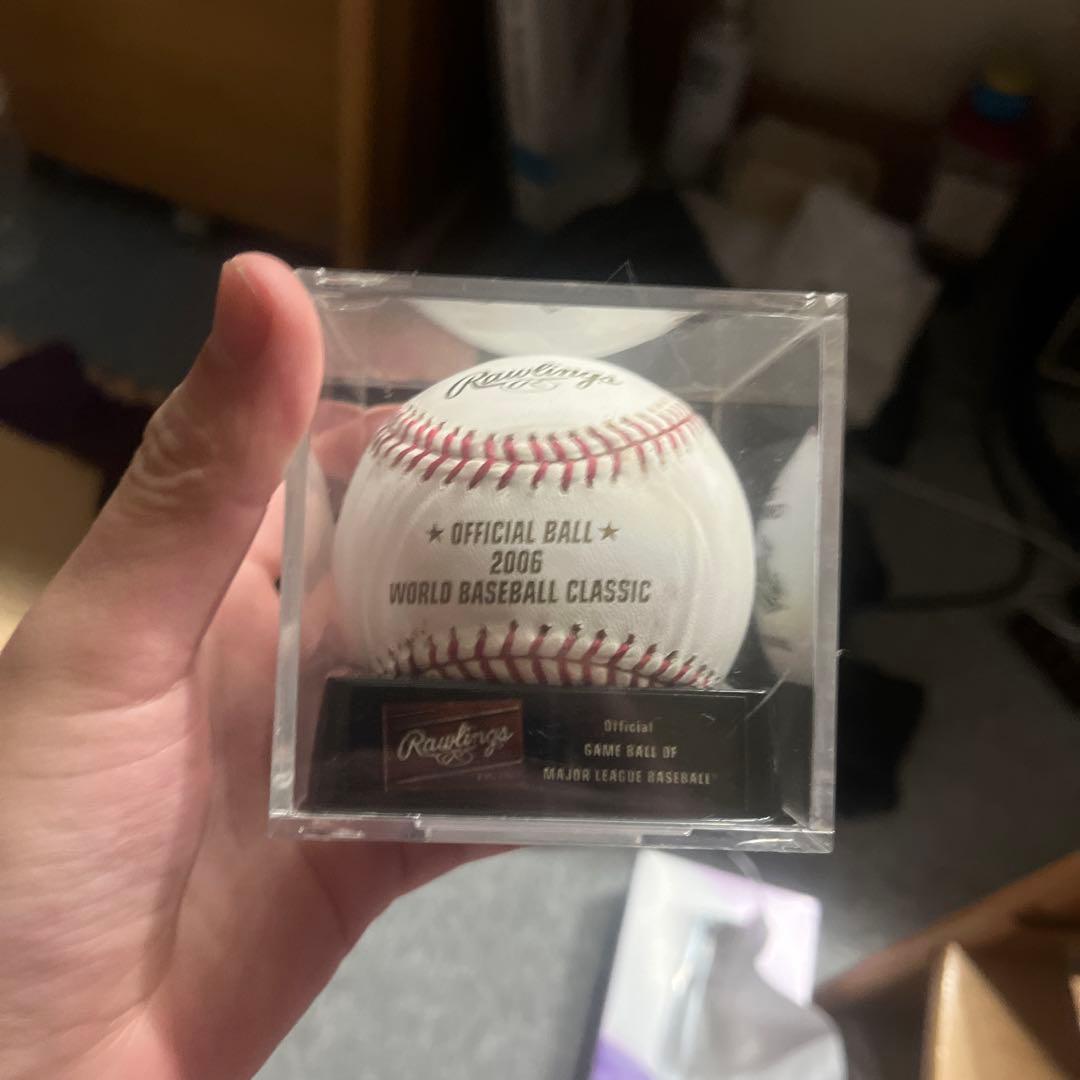 Rawlings
★ OFFICIAL BALL ★
2006
WORLD BASEBALL CLASSIC
Rawlings
Official
GAME BALL OF
MAJOR LEAGUE BASEBALL